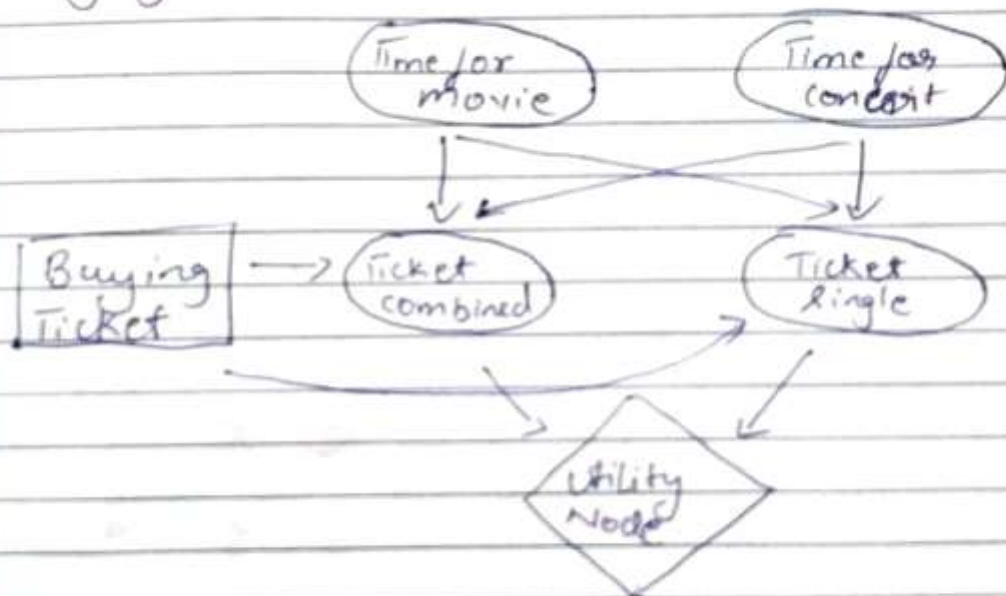 Time for
movie
Time for
concert
Buying
Ticket
Ticket
combined
Ticket
Single
Utility
Node